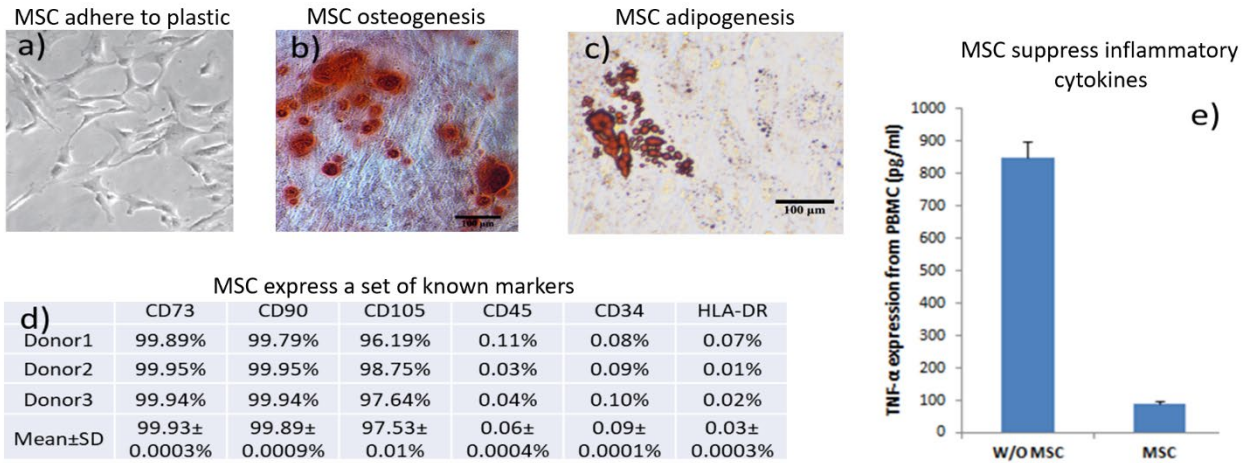 MSC adhere to plastic
a)
MSC osteogenesis
b)
100 µm
MSC adipogenesis
c)
100 µm
MSC express a set of known markers
d)
CD73 CD90 CD105 CD45 CD34 HLA-DR
Donor1 99.89% 99.79% 96.19% 0.11% 0.08% 0.07%
Donor2 99.95% 99.95% 98.75% 0.03% 0.09% 0.01%
Donor3 99.94% 99.94% 97.64% 0.04% 0.10% 0.02%
Mean±SD 99.93± 99.89± 97.53± 0.06± 0.09± 0.03±
0.0003% 0.0009% 0.01% 0.0004% 0.0001% 0.0003%
MSC suppress inflammatory
cytokines
e)
TNF-α expression from PBMC (pg/ml)
1000
900
800
700
600
500
400
300
200
100
0
W/O MSC MSC